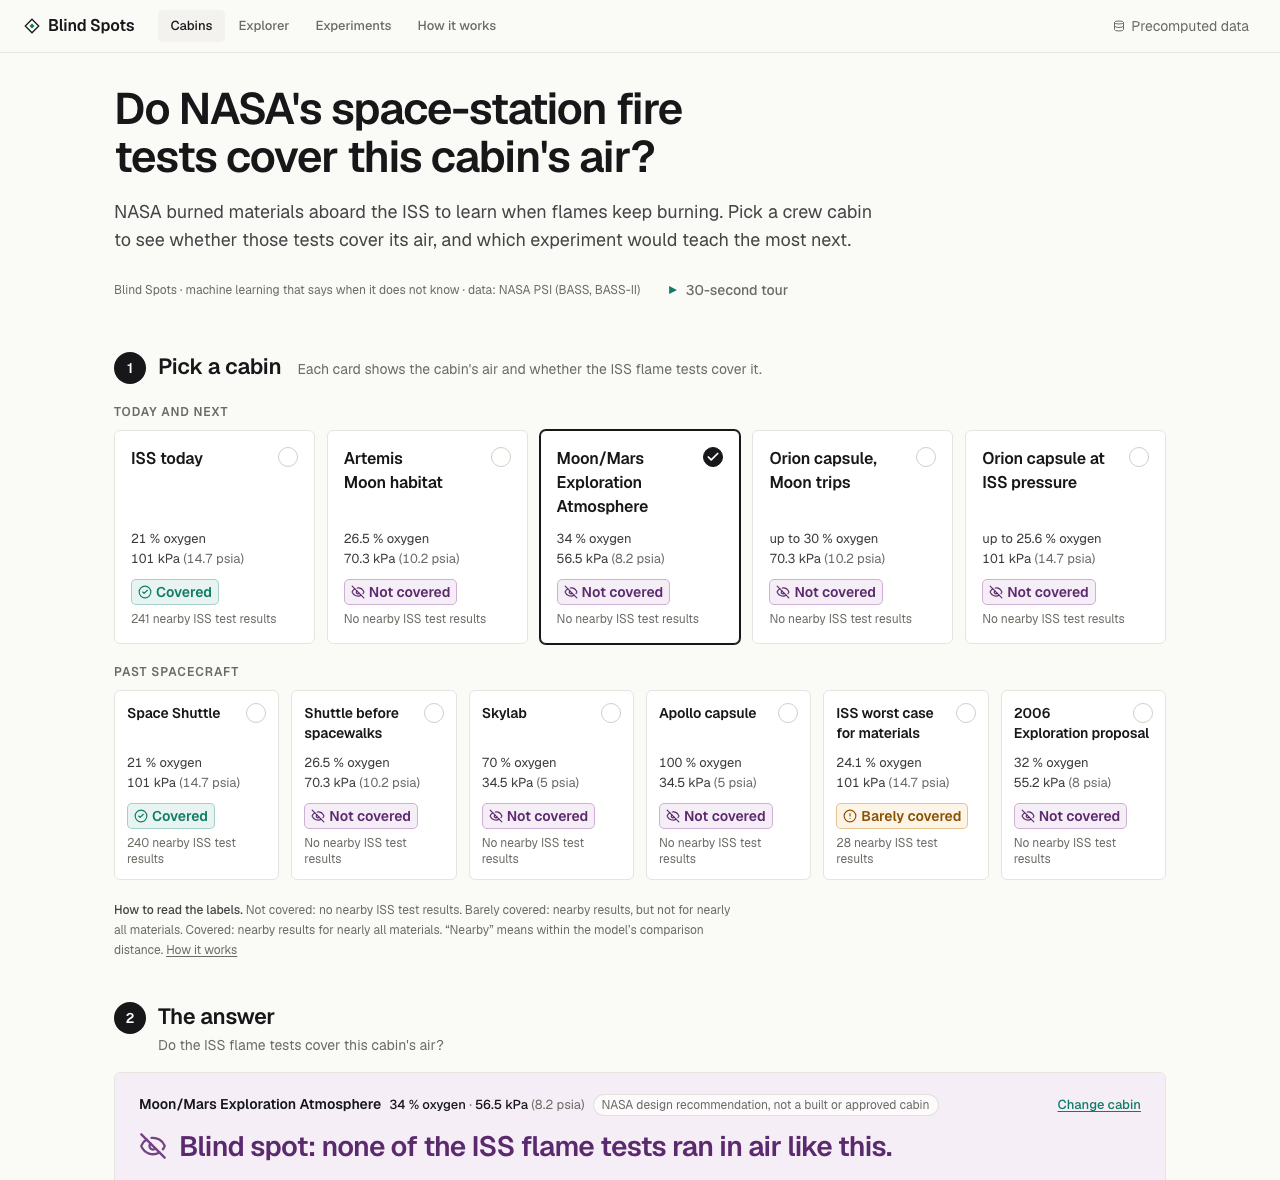 Blind Spots
Cabins
Explorer
Experiments
How it works
Precomputed data
Do NASA's space-station fire
tests cover this cabin's air?
NASA burned materials aboard the ISS to learn when flames keep burning. Pick a crew cabin
to see whether those tests cover its air, and which experiment would teach the most next.
Blind Spots · machine learning that says when it does not know · data: NASA PSI (BASS, BASS-II)
30-second tour
1
Pick a cabin
Each card shows the cabin's air and whether the ISS flame tests cover it.
TODAY AND NEXT
ISS today
21 % oxygen
101 kPa (14.7 psia)
Covered
241 nearby ISS test results
Artemis
Moon habitat
26.5 % oxygen
70.3 kPa (10.2 psia)
Not covered
No nearby ISS test results
Moon/Mars
Exploration
Atmosphere
34 % oxygen
56.5 kPa (8.2 psia)
Not covered
No nearby ISS test results
Orion capsule,
Moon trips
up to 30 % oxygen
70.3 kPa (10.2 psia)
Not covered
No nearby ISS test results
Orion capsule at
ISS pressure
up to 25.6 % oxygen
101 kPa (14.7 psia)
Not covered
No nearby ISS test results
PAST SPACECRAFT
Space Shuttle
21 % oxygen
101 kPa (14.7 psia)
Covered
240 nearby ISS test
results
Shuttle before
spacewalks
26.5 % oxygen
70.3 kPa (10.2 psia)
Not covered
No nearby ISS test
results
Skylab
70 % oxygen
34.5 kPa (5 psia)
Not covered
No nearby ISS test
results
Apollo capsule
100 % oxygen
34.5 kPa (5 psia)
Not covered
No nearby ISS test
results
ISS worst case
for materials
24.1 % oxygen
101 kPa (14.7 psia)
Barely covered
28 nearby ISS test
results
2006
Exploration proposal
32 % oxygen
55.2 kPa (8 psia)
Not covered
No nearby ISS test
results
How to read the labels. Not covered: no nearby ISS test results. Barely covered: nearby results, but not for nearly
all materials. Covered: nearby results for nearly all materials. “Nearby” means within the model’s comparison
distance. How it works
2
The answer
Do the ISS flame tests cover this cabin's air?
Moon/Mars Exploration Atmosphere 34 % oxygen · 56.5 kPa (8.2 psia) NASA design recommendation, not a built or approved cabin
Change cabin
Blind spot: none of the ISS flame tests ran in air like this.